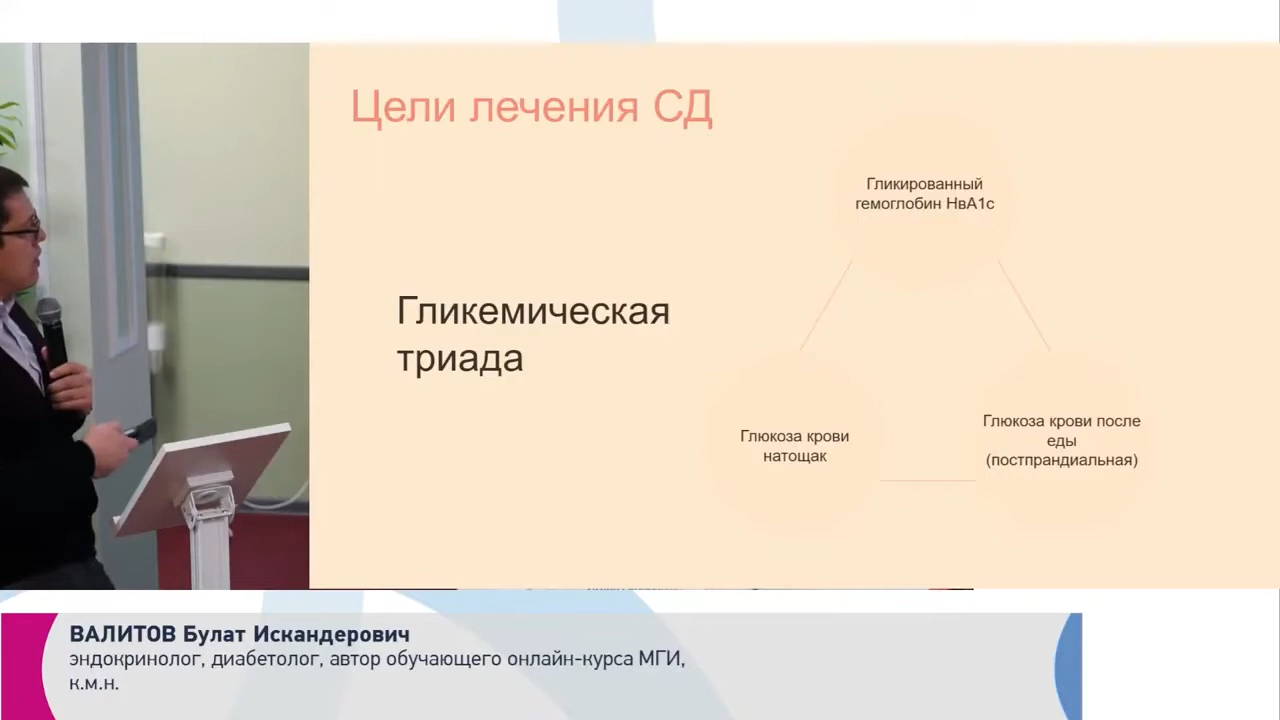 Цели лечения СД
Гликированный
гемоглобин НвА1с
Гликемическая
триада
Глюкоза крови
натощак
Глюкоза крови после
еды
(постпрандиальная)
ВАЛИТОВ Булат Искандерович
эндокринолог, диабетолог, автор обучающего онлайн-курса МГИ,
к.м.н.